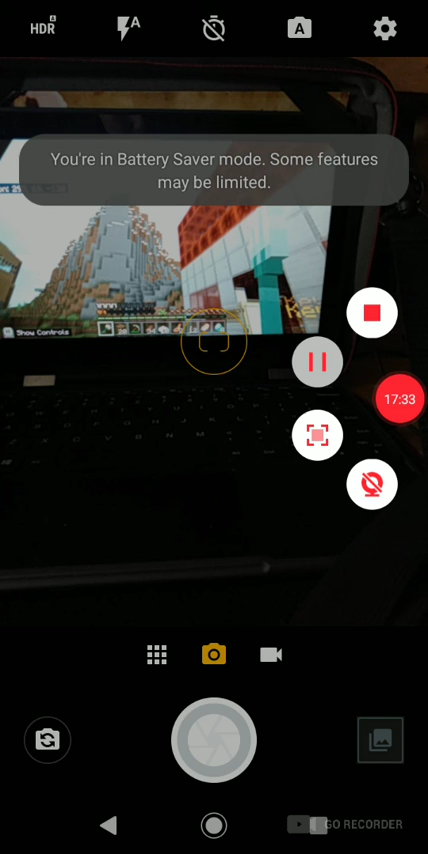 HDR A
A
A
You're in Battery Saver mode. Some features
may be limited.
Show Controls
17:33
GO RECORDER